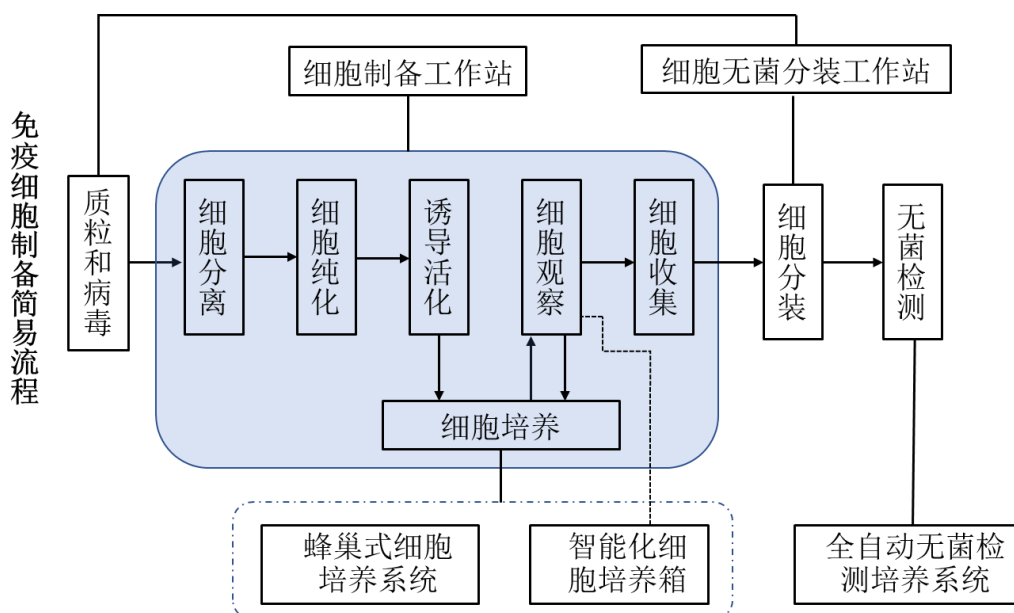 免疫细胞制备简易流程
细胞制备工作站
细胞无菌分装工作站
质粒和病毒
细胞分离
细胞纯化
诱导活化
细胞观察
细胞收集
细胞分装
无菌检测
细胞培养
蜂巢式细胞
培养系统
智能化细
胞培养箱
全自动无菌检
测培养系统